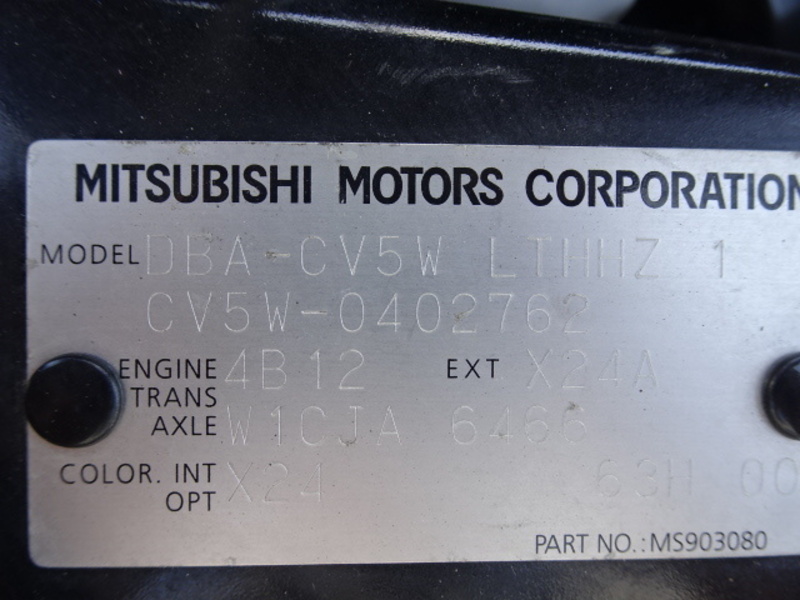 MITSUBISHI MOTORS CORPORATION
MODEL DBA-CV5W LTHHZ 1
CV5W-0402762
ENGINE 4B12 EXT X24A
TRANS
AXLE W1CJA 6466
COLOR. INT X24 63H 00
OPT
PART NO.:MS903080